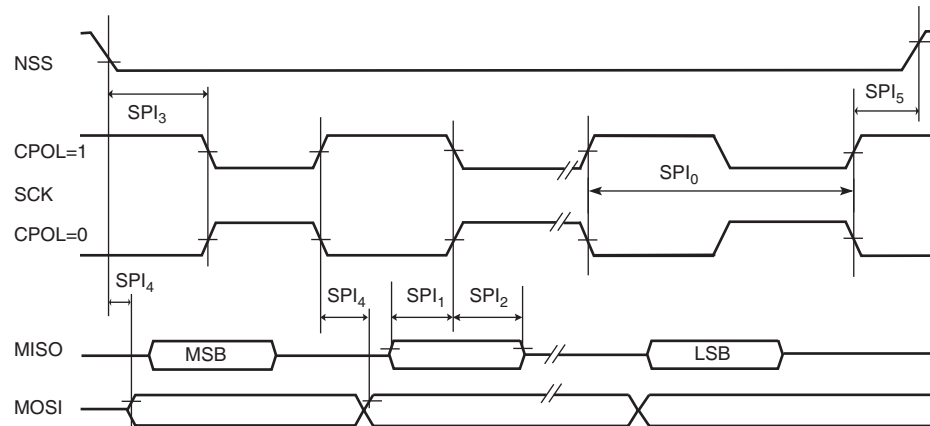 NSS
SPI3
SPI5
CPOL=1
SCK
SPI0
CPOL=0
SPI4
SPI4
SPI1
SPI2
MISO
MSB
LSB
MOSI